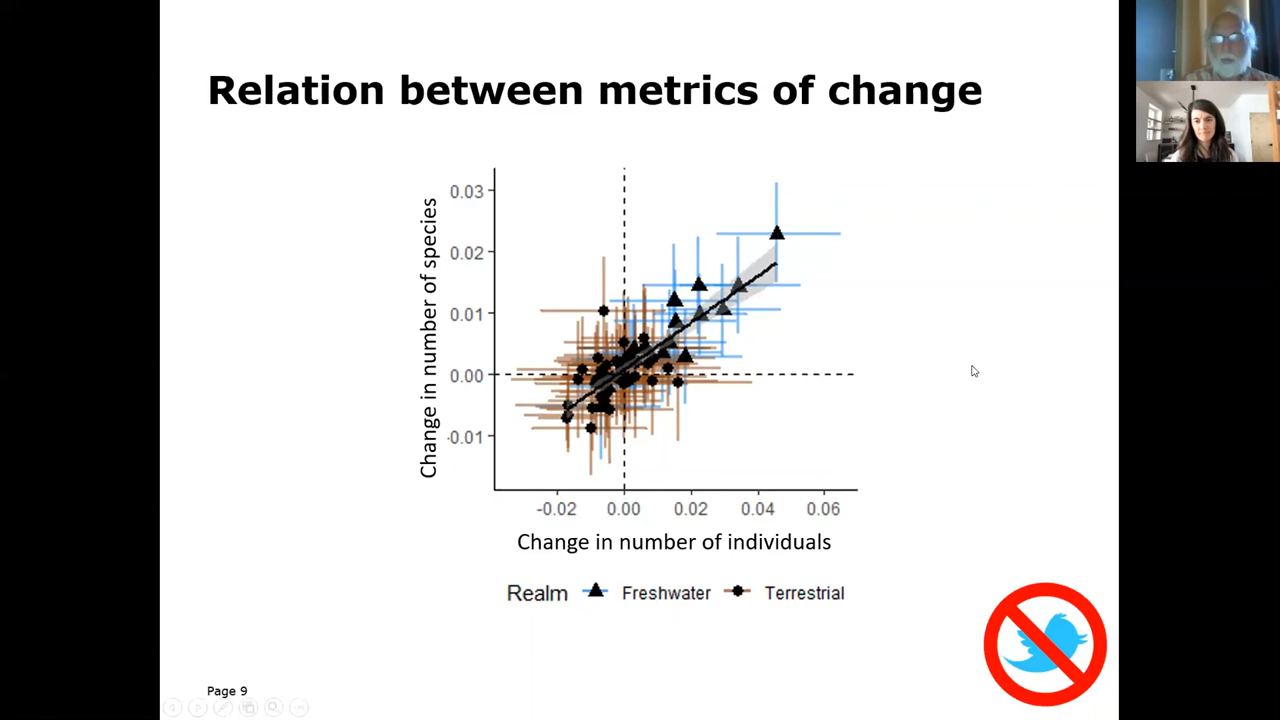 Relation between metrics of change
Change in number of species
0.03
0.02
0.01
0.00
-0.01
-0.02 0.00 0.02 0.04 0.06
Change in number of individuals
Realm Freshwater Terrestrial
Page 9